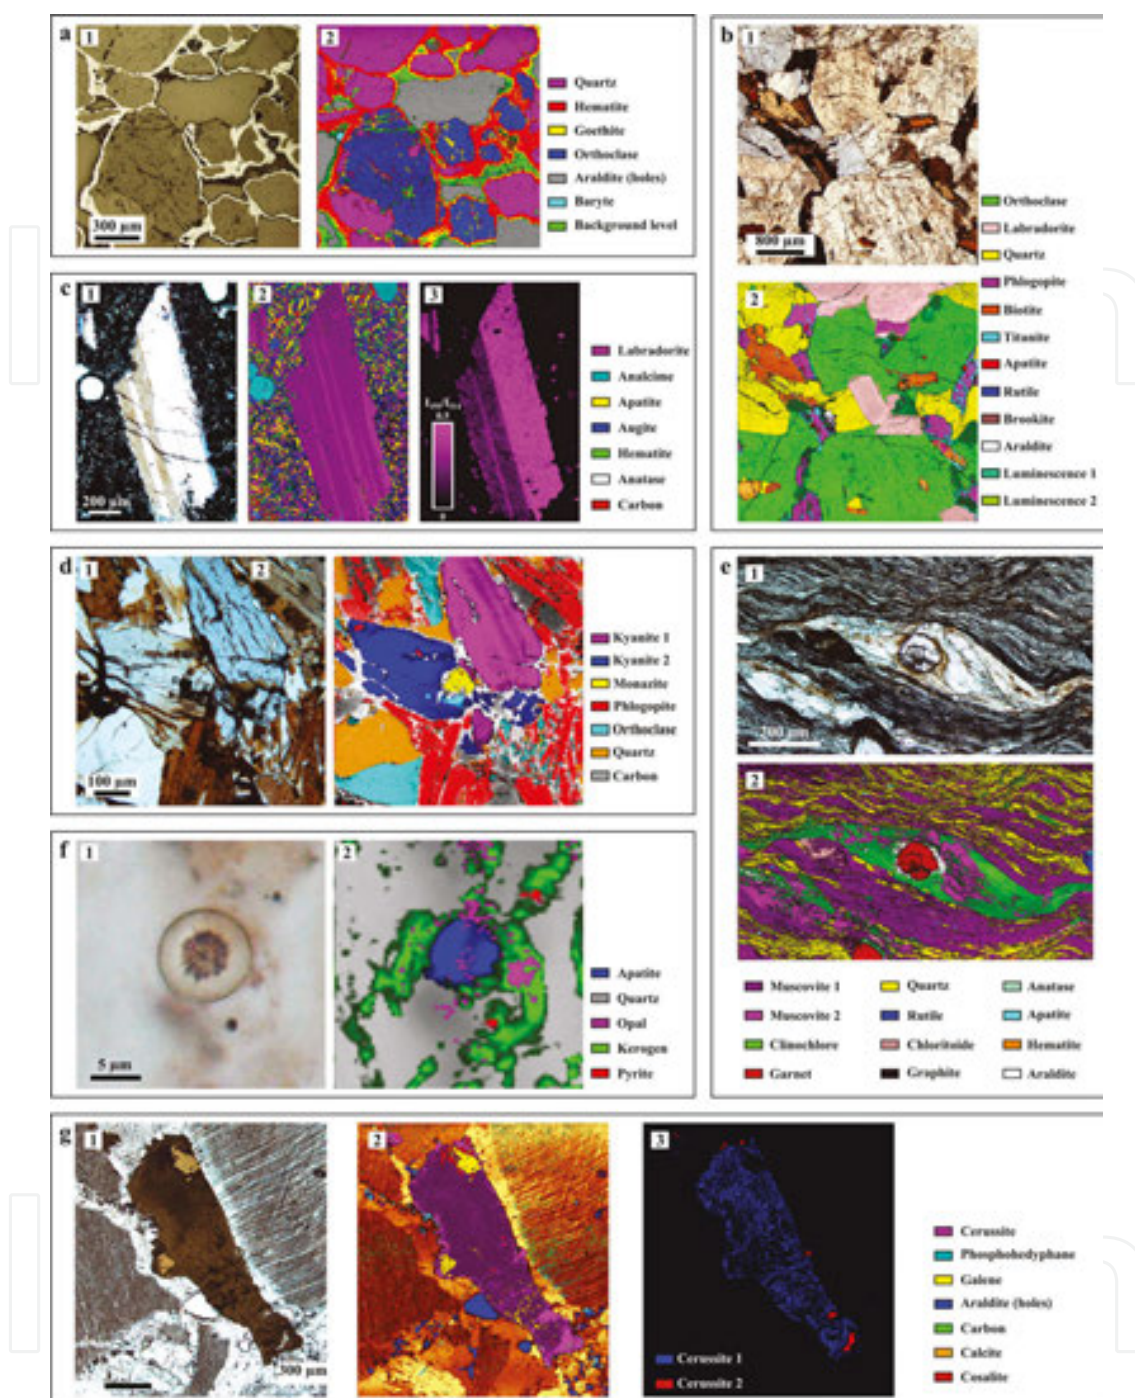 a
1
2
Quartz
Hematite
Goethite
Orthoclase
Araldite (holes)
Baryte
Background level
300 µm
b
1
800 µm
2
Orthoclase
Labradorite
Quartz
Phlogopite
Biotite
Titanite
Apatite
Rutile
Brookite
Araldite
Luminescence 1
Luminescence 2
c
1
2
3
200 µm
0
Labradorite
Analcime
Apatite
Augite
Hematite
Anatase
Carbon
d
1
2
100 µm
Kyanite 1
Kyanite 2
Monazite
Phlogopite
Orthoclase
Quartz
Carbon
e
1
200 µm
2
Muscovite 1
Quartz
Anatase
Muscovite 2
Rutile
Apatite
Clinochlore
Chloritoide
Hematite
Garnet
Graphite
Araldite
f
1
2
5 µm
Apatite
Quartz
Opal
Kerogen
Pyrite
g
1
2
3
300 µm
Cerussite 1
Cerussite 2
Cerussite
Phosphohedyphane
Galene
Araldite (holes)
Carbon
Calcite
Cosalite